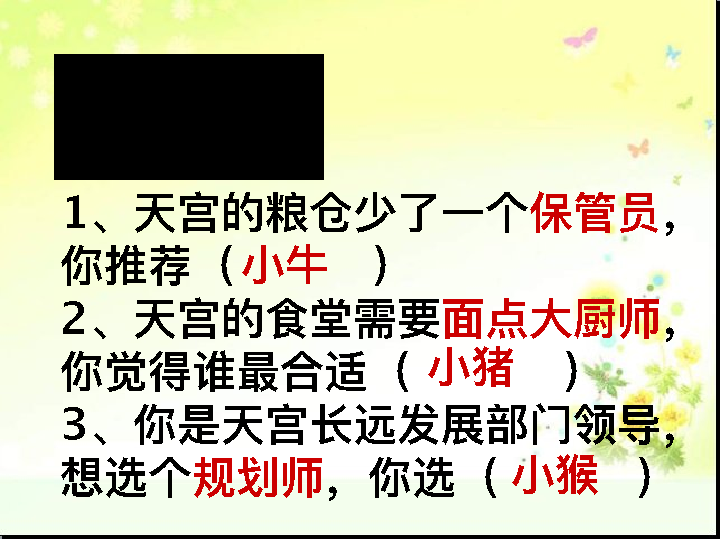 1、天宫的粮仓少了一个保管员，
你推荐（小牛　）
2、天宫的食堂需要面点大厨师，
你觉得谁最合适（ 小猪　）
3、你是天宫长远发展部门领导，
想选个规划师，你选（ 小猴　）